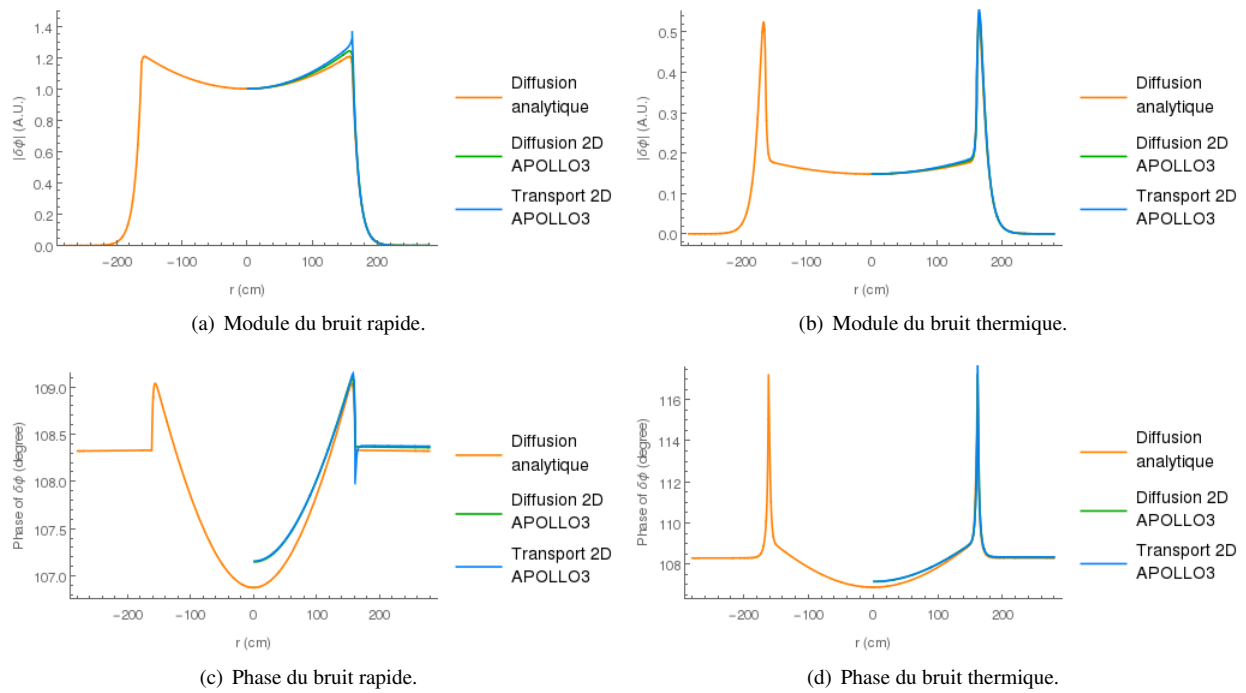 |δϕ| (A.U.)
1.4
1.2
1.0
0.8
0.6
0.4
0.2
0.0
−200
−100
0
100
200
r (cm)
Diffusion
analytique
Diffusion 2D
APOLLO3
Transport 2D
APOLLO3
(a) Module du bruit rapide.
|δϕ| (A.U.)
0.5
0.4
0.3
0.2
0.1
0.0
−200
−100
0
100
200
r (cm)
Diffusion
analytique
Diffusion 2D
APOLLO3
Transport 2D
APOLLO3
(b) Module du bruit thermique.
Phase of δϕ (degree)
109.0
108.5
108.0
107.5
107.0
−200
−100
0
100
200
r (cm)
Diffusion
analytique
Diffusion 2D
APOLLO3
Transport 2D
APOLLO3
(c) Phase du bruit rapide.
Phase of δϕ (degree)
116
114
112
110
108
−200
−100
0
100
200
r (cm)
Diffusion
analytique
Diffusion 2D
APOLLO3
Transport 2D
APOLLO3
(d) Phase du bruit thermique.